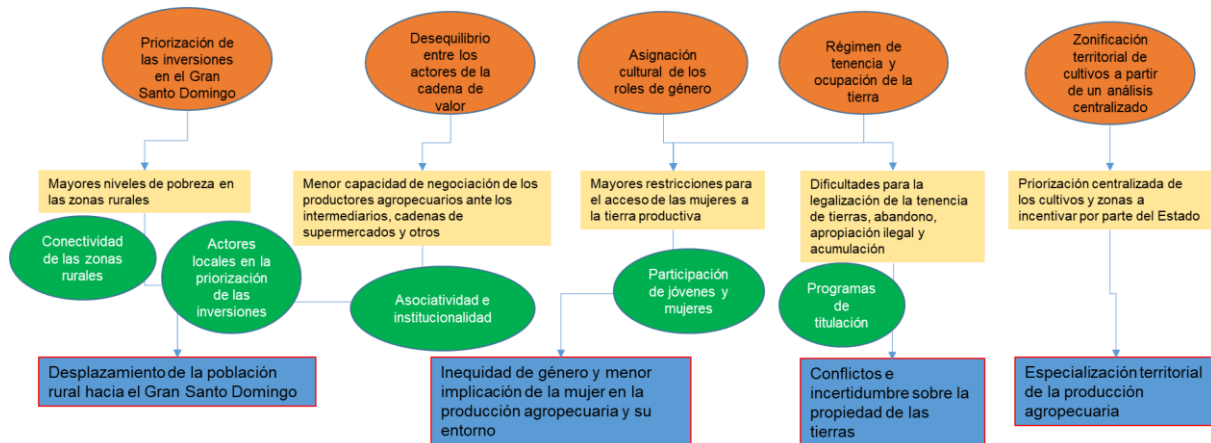 Priorización de
las inversiones
en el Gran
Santo Domingo
Desequilibrio
entre los
actores de la
cadena de
valor
Asignación
cultural de los
roles de género
Régimen de
tenencia y
ocupación de la
tierra
Zonificación
territorial de
cultivos a partir
de un análisis
centralizado
Mayores niveles de pobreza en
las zonas rurales
Menor capacidad de negociación de los
productores agropecuarios ante los
intermediarios, cadenas de
supermercados y otros
Mayores restricciones para
el acceso de las mujeres a
la tierra productiva
Dificultades para la
legalización de la tenencia
de tierras, abandono,
apropiación ilegal y
acumulación
Priorización centralizada de
los cultivos y zonas a
incentivar por parte del Estado
Conectividad
de las zonas
rurales
Actores
locales en la
priorización
de las
inversiones
Asociatividad e
institucionalidad
Participación
de jóvenes y
mujeres
Programas
de
titulación
Desplazamiento de la población
rural hacia el Gran Santo Domingo
Inequidad de género y menor
implicación de la mujer en la
producción agropecuaria y su
entorno
Conflictos e
incertidumbre sobre la
propiedad de las
tierras
Especialización territorial
de la producción
agropecuaria